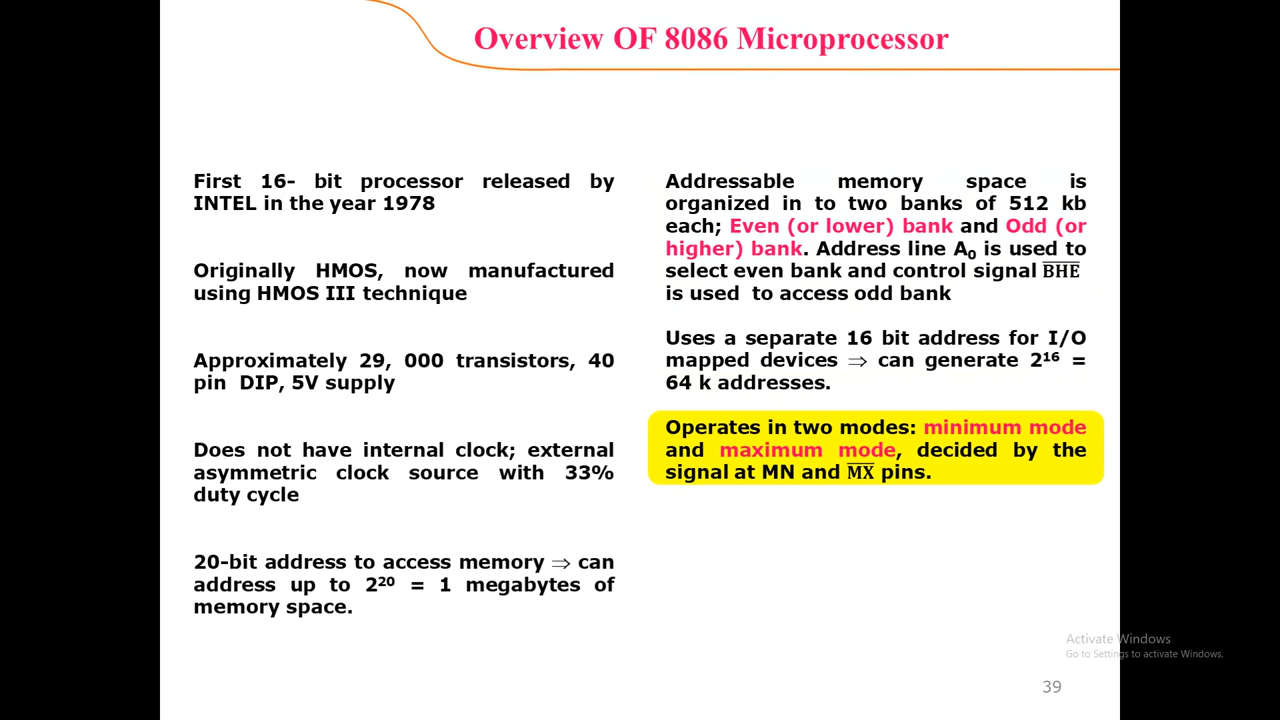 Overview OF 8086 Microprocessor
First 16- bit processor released by
INTEL in the year 1978
Originally HMOS, now manufactured
using HMOS III technique
Approximately 29, 000 transistors, 40
pin DIP, 5V supply
Does not have internal clock; external
asymmetric clock source with 33%
duty cycle
20-bit address to access memory ⇒ can
address up to 2²⁰ = 1 megabytes of
memory space.
Addressable memory space is
organized in to two banks of 512 kb
each; Even (or lower) bank and Odd (or
higher) bank. Address line A₀ is used to
select even bank and control signal B̅H̅E̅
is used to access odd bank
Uses a separate 16 bit address for I/O
mapped devices ⇒ can generate 2¹⁶ =
64 k addresses.
Operates in two modes: minimum mode
and maximum mode, decided by the
signal at MN and M̅X̅ pins.
Activate Windows
Go to Settings to activate Windows.
39